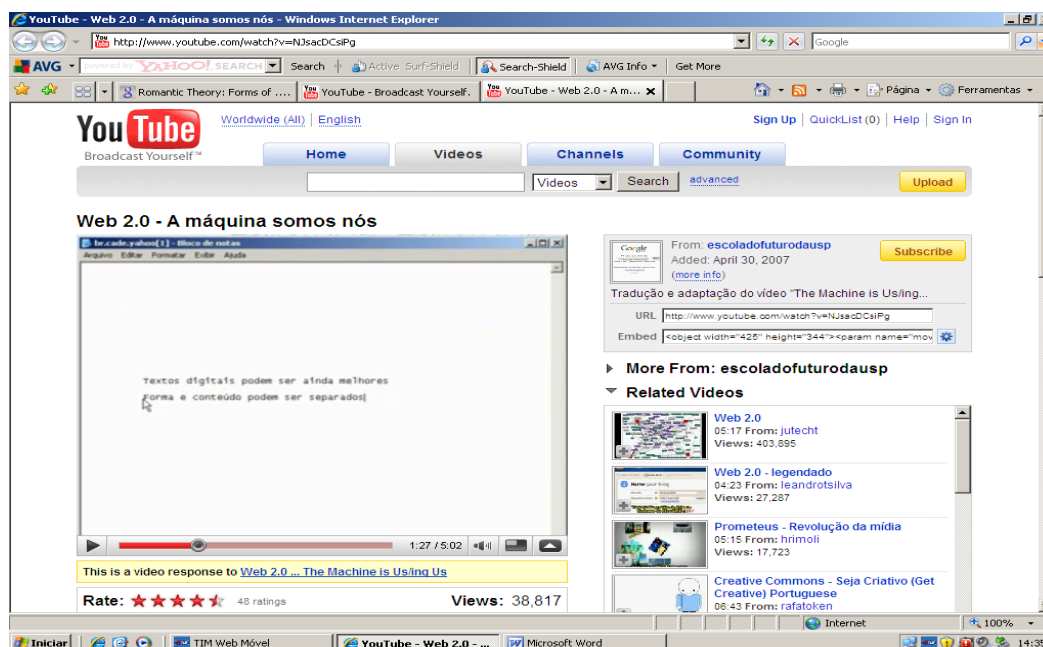 YouTube - Web 2.0 - A máquina somos nós - Windows Internet Explorer
http://www.youtube.com/watch?v=NJsacDCsiPg
Google
AVG powered by YAHOO! SEARCH Search Active Surf-Shield Search-Shield AVG Info Get More
Romantic Theory: Forms of .... YouTube - Broadcast Yourself. YouTube - Web 2.0 - A m... Página Ferramentas
You Tube Worldwide (All) English Sign Up QuickList (0) Help Sign In
Broadcast Yourself™ Home Videos Channels Community
Videos Search advanced Upload
Web 2.0 - A máquina somos nós
br.cade.yahoo[1] - Bloco de notas
Arquivo Editar Formatar Exibir Ajuda
Textos digitais podem ser ainda melhores
Forma e conteúdo podem ser separados
1:27 / 5:02
This is a video response to Web 2.0 ... The Machine is Us/ing Us
Rate: 48 ratings Views: 38,817
Google
From: escoladofuturodausp
Added: April 30, 2007
(more info)
Subscribe
Tradução e adaptação do vídeo "The Machine is Us/ing...
URL http://www.youtube.com/watch?v=NJsacDCsiPg
Embed <object width="425" height="344"><param name="mov
More From: escoladofuturodausp
Related Videos
Web 2.0
05:17 From: jutecht
Views: 403,895
Web 2.0 - legendado
04:23 From: leandrotsilva
Views: 27,287
Prometeus - Revolução da mídia
05:15 From: hrimoli
Views: 17,723
Creative Commons - Seja Criativo (Get
Creative) Portuguese
06:43 From: rafatoken
Internet 100%
Iniciar TIM Web Móvel YouTube - Web 2.0 - ... Microsoft Word 14:35